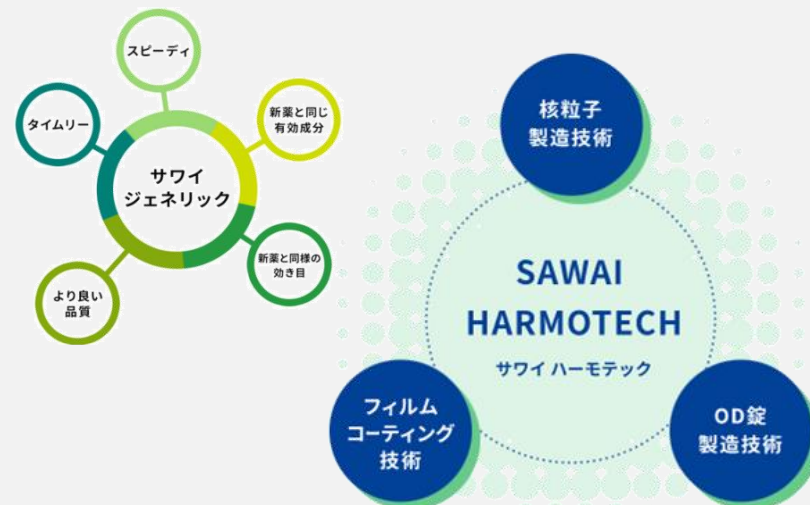 スピーディ
タイムリー
新薬と同じ
有効成分
サワイ
ジェネリック
新薬と同様の
効き目
より良い
品質
核粒子
製造技術
SAWAI
HARMOTECH
サワイ ハーモテック
フィルム
コーティング
技術
OD錠
製造技術